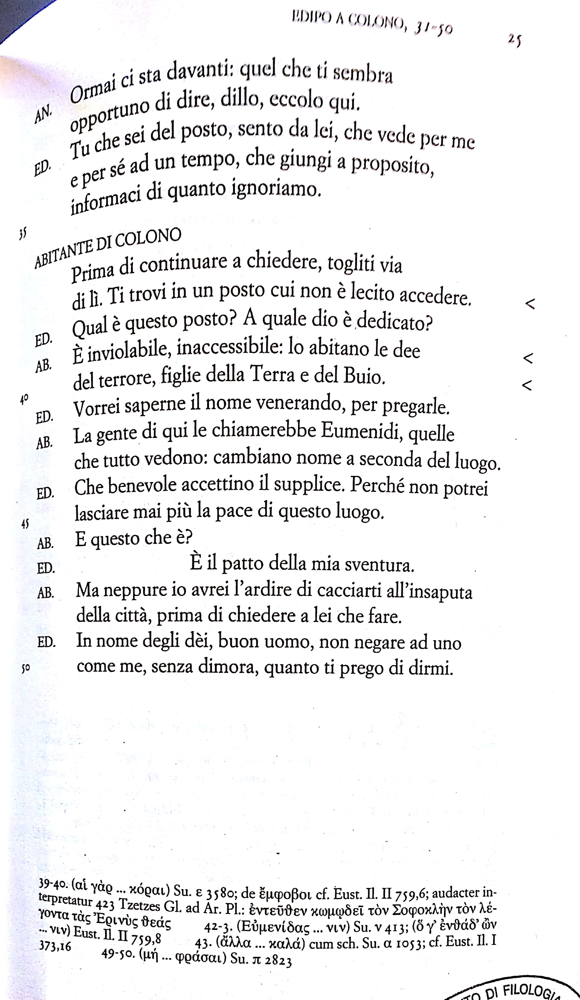 EDIPO A COLONO, 31-50 25
AN. Ormai ci sta davanti: quel che ti sembra
opportuno di dire, dillo, eccolo qui.
ED. Tu che sei del posto, sento da lei, che vede per me
e per sé ad un tempo, che giungi a proposito,
35 informaci di quanto ignoriamo.
ABITANTE DI COLONO
Prima di continuare a chiedere, togliti via
di lì. Ti trovi in un posto cui non è lecito accedere. <
ED. Qual è questo posto? A quale dio è dedicato?
AB. È inviolabile, inaccessibile: lo abitano le dee <
40 del terrore, figlie della Terra e del Buio. <
ED. Vorrei saperne il nome venerando, per pregarle.
AB. La gente di qui le chiamerebbe Eumenidi, quelle
che tutto vedono: cambiano nome a seconda del luogo.
ED. Che benevole accettino il supplice. Perché non potrei
45 lasciare mai più la pace di questo luogo.
AB. E questo che è?
ED. È il patto della mia sventura.
AB. Ma neppure io avrei l'ardire di cacciarti all'insaputa
della città, prima di chiedere a lei che fare.
ED. In nome degli dèi, buon uomo, non negare ad uno
50 come me, senza dimora, quanto ti prego di dirmi.
39-40. (αἱ γὰρ ... κόραι) Su. ε 3580; de ἔμφοβοι cf. Eust. Il. II 759,6; audacter in-
terpretatur 423 Tzetzes Gl. ad Ar. Pl.: ἐντεῦθεν κωμῳδεῖ τὸν Σοφοκλὴν τὸν λέ-
γοντα τὰς Ἐρινὺς θεάς 42-3. (Εὐμενίδας ... νιν) Su. ν 413; (ὅ γ' ἐνθάδ' ὢν
... νιν) Eust. Il. II 759,8 43. (ἄλλα ... καλά) cum sch. Su. α 1053; cf. Eust. Il. I
373,16 49-50. (μή ... φράσαι) Su. π 2823
DI FILOLOGIA